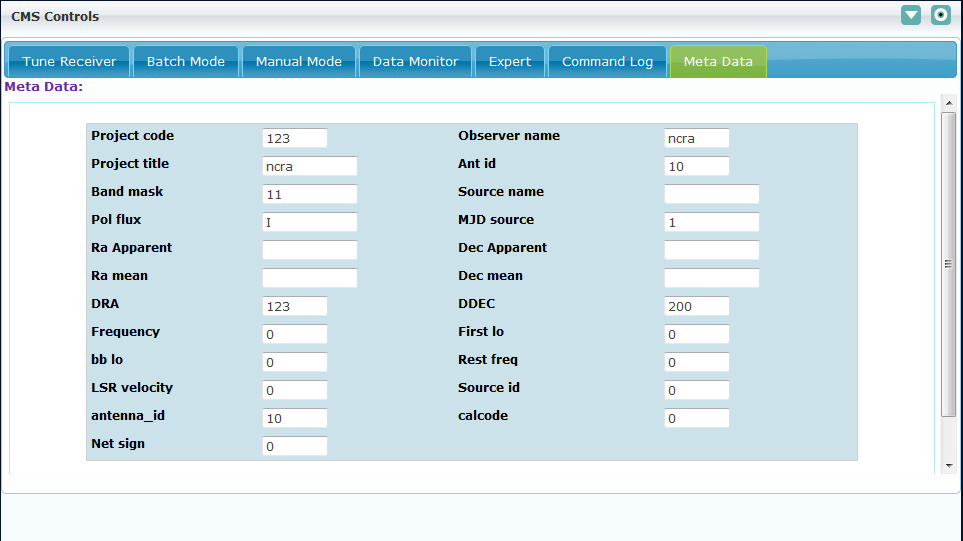 CMS Controls
Tune Receiver Batch Mode Manual Mode Data Monitor Expert Command Log Meta Data
Meta Data:
Project code 123 Observer name ncra
Project title ncra Ant id 10
Band mask 11 Source name
Pol flux I MJD source 1
Ra Apparent Dec Apparent
Ra mean Dec mean
DRA 123 DDEC 200
Frequency 0 First lo 0
bb lo 0 Rest freq 0
LSR velocity 0 Source id 0
antenna_id 10 calcode 0
Net sign 0